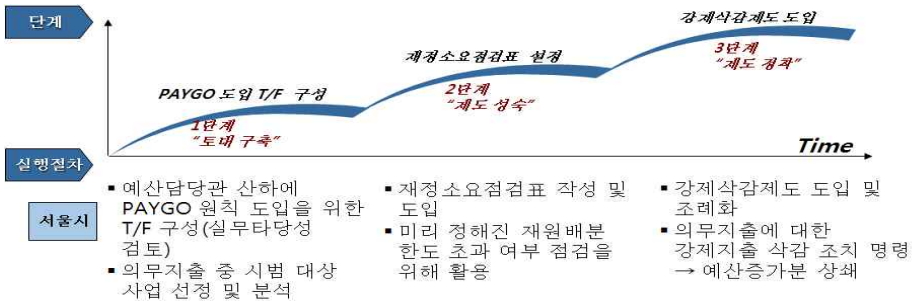 단계
강제삭감제도 도입
재정소요점검표 설정
3단계
"제도 정착"
PAYGO 도입 T/F 구성
2단계
"제도 성숙"
1단계
"토대 구축"
Time
실행절차
서울시
▪ 예산담당관 산하에
PAYGO 원칙 도입을 위한
T/F 구성(실무타당성
검토)
▪ 의무지출 중 시범 대상
사업 선정 및 분석
▪ 재정소요점검표 작성 및
도입
▪ 미리 정해진 재원배분
한도 초과 여부 점검을
위해 활용
▪ 강제삭감제도 도입 및
조례화
▪ 의무지출에 대한
강제지출 삭감 조치 명령
→ 예산증가분 상쇄